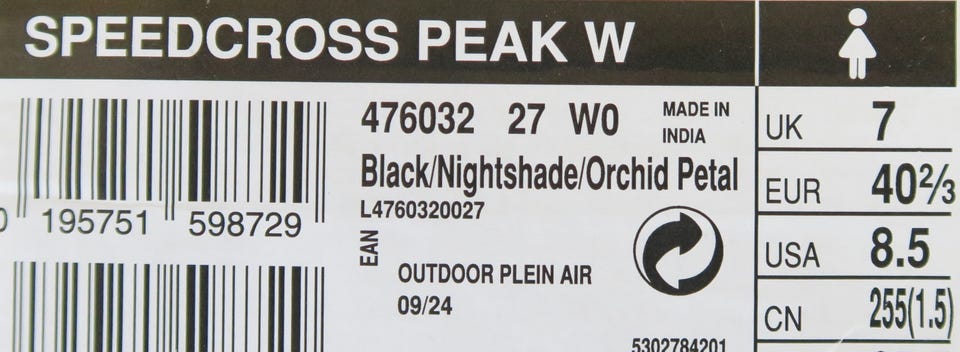 SPEEDCROSS PEAK W
0 195751 598729
476032 27 W0
MADE IN
INDIA
Black/Nightshade/Orchid Petal
L4760320027
EAN
OUTDOOR PLEIN AIR
09/24
5302784201
UK 7
EUR 40⅔
USA 8.5
CN 255(1.5)